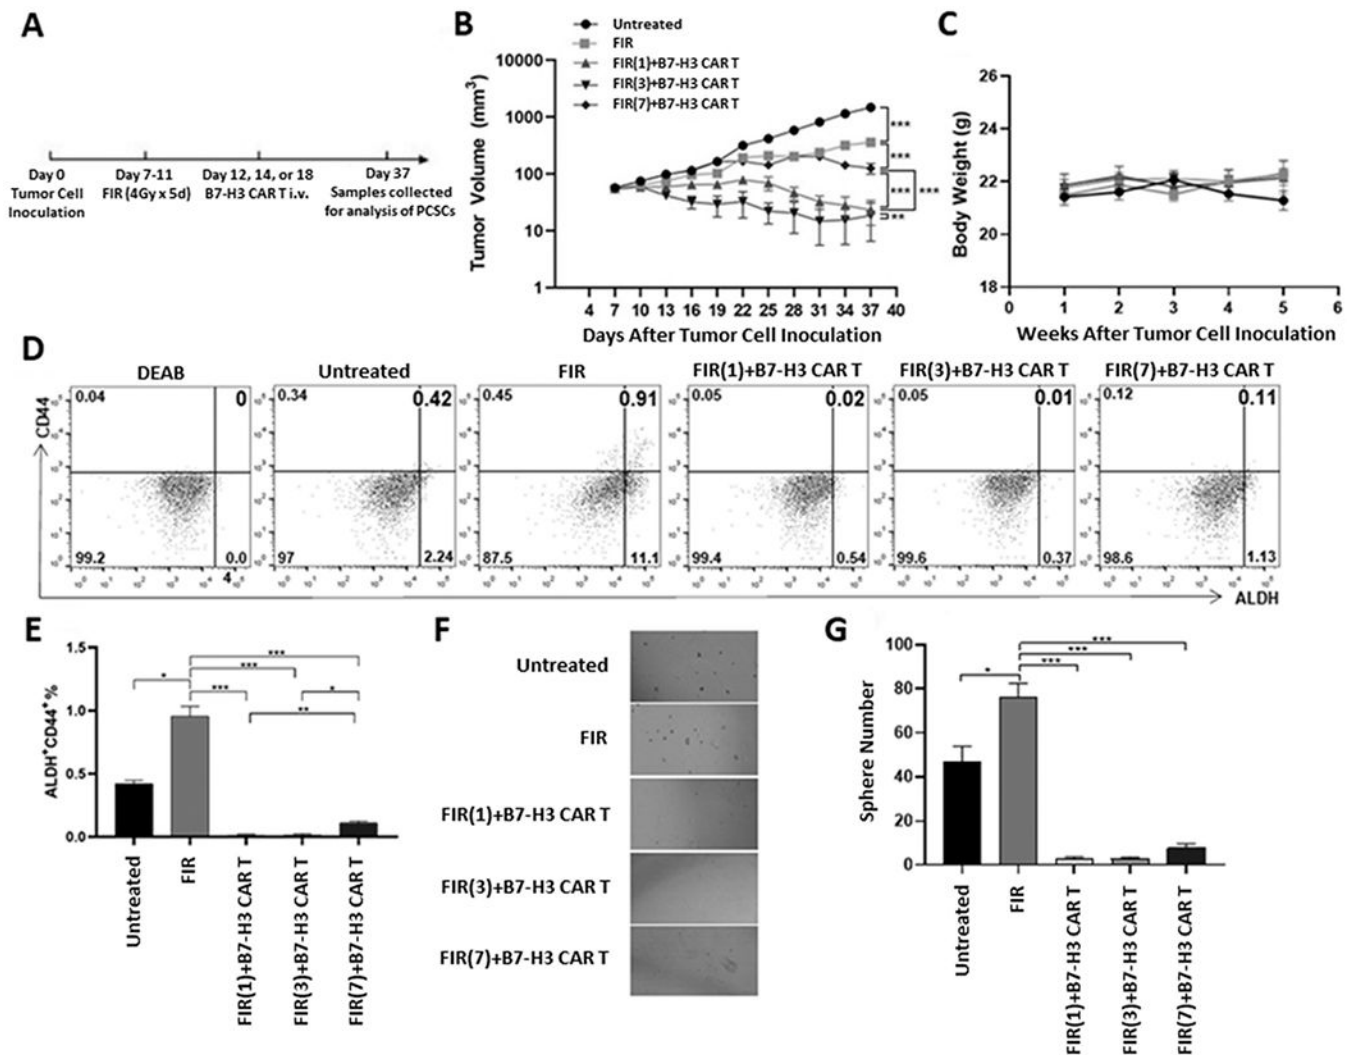 A
Day 0
Tumor Cell
Inoculation
Day 7-11
FIR (4Gy x 5d)
Day 12, 14, or 18
B7-H3 CAR T i.v.
Day 37
Samples collected
for analysis of PCSCs
B
Untreated
FIR
FIR(1)+B7-H3 CAR T
FIR(3)+B7-H3 CAR T
FIR(7)+B7-H3 CAR T
Tumor Volume (mm³)
10000
1000
100
10
1
***
***
*** ***
**
4 7 10 13 16 19 22 25 28 31 34 37 40
Days After Tumor Cell Inoculation
C
Body Weight (g)
26
24
22
20
18
0 1 2 3 4 5 6
Weeks After Tumor Cell Inoculation
D
DEAB
Untreated
FIR
FIR(1)+B7-H3 CAR T
FIR(3)+B7-H3 CAR T
FIR(7)+B7-H3 CAR T
CD44
0.04 0
0.34 0.42
0.45 0.91
0.05 0.02
0.05 0.01
0.12 0.11
99.2 0.0
4
97 2.24
87.5 11.1
99.4 0.54
99.6 0.37
98.6 1.13
ALDH
E
ALDH⁺CD44⁺%
1.5
1.0
0.5
0.0
*
***
***
***
*
**
Untreated
FIR
FIR(1)+B7-H3 CAR T
FIR(3)+B7-H3 CAR T
FIR(7)+B7-H3 CAR T
F
Untreated
FIR
FIR(1)+B7-H3 CAR T
FIR(3)+B7-H3 CAR T
FIR(7)+B7-H3 CAR T
G
Sphere Number
100
80
60
40
20
0
*
***
***
***
Untreated
FIR
FIR(1)+B7-H3 CAR T
FIR(3)+B7-H3 CAR T
FIR(7)+B7-H3 CAR T